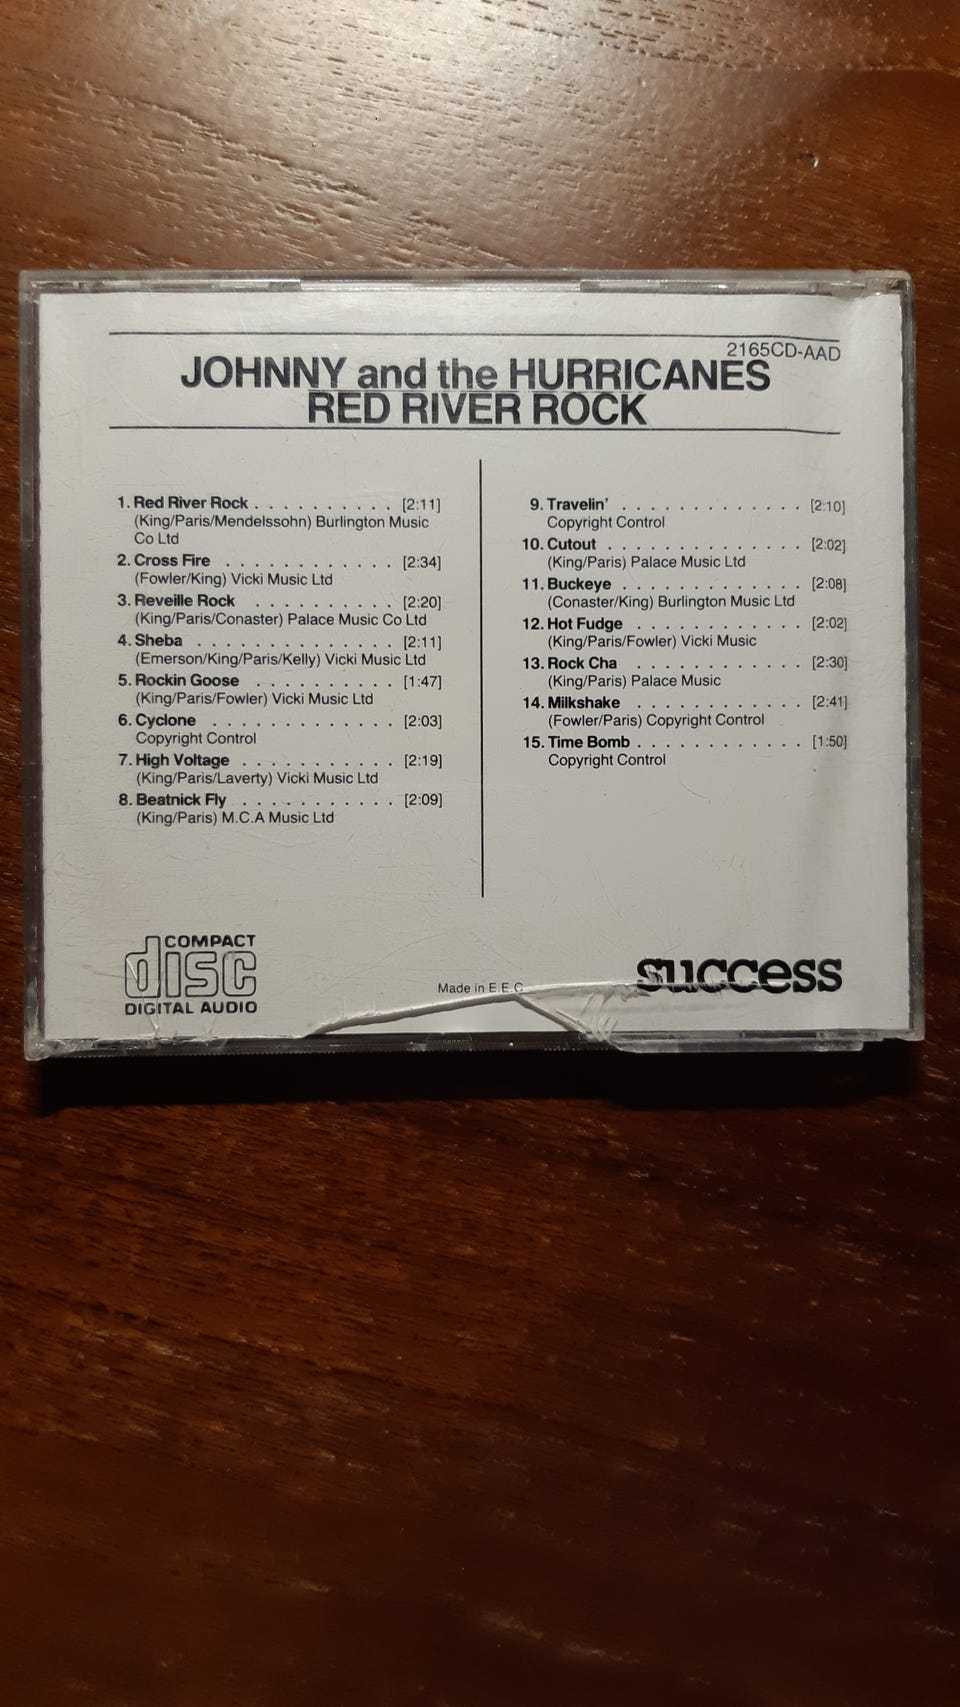 2165CD-AAD
JOHNNY and the HURRICANES
RED RIVER ROCK
1. Red River Rock . . . . . . . . . . [2:11]
(King/Paris/Mendelssohn) Burlington Music
Co Ltd
2. Cross Fire . . . . . . . . . . . . [2:34]
(Fowler/King) Vicki Music Ltd
3. Reveille Rock . . . . . . . . . . [2:20]
(King/Paris/Conaster) Palace Music Co Ltd
4. Sheba . . . . . . . . . . . . . . [2:11]
(Emerson/King/Paris/Kelly) Vicki Music Ltd
5. Rockin Goose . . . . . . . . . . [1:47]
(King/Paris/Fowler) Vicki Music Ltd
6. Cyclone . . . . . . . . . . . . . [2:03]
Copyright Control
7. High Voltage . . . . . . . . . . . [2:19]
(King/Paris/Laverty) Vicki Music Ltd
8. Beatnick Fly . . . . . . . . . . . [2:09]
(King/Paris) M.C.A Music Ltd
9. Travelin' . . . . . . . . . . . . . [2:10]
Copyright Control
10. Cutout . . . . . . . . . . . . . . [2:02]
(King/Paris) Palace Music Ltd
11. Buckeye . . . . . . . . . . . . . [2:08]
(Conaster/King) Burlington Music Ltd
12. Hot Fudge . . . . . . . . . . . . [2:02]
(King/Paris/Fowler) Vicki Music
13. Rock Cha . . . . . . . . . . . . [2:30]
(King/Paris) Palace Music
14. Milkshake . . . . . . . . . . . . [2:41]
(Fowler/Paris) Copyright Control
15. Time Bomb . . . . . . . . . . . . [1:50]
Copyright Control
COMPACT
disc
DIGITAL AUDIO
Made in E.E.C.
success